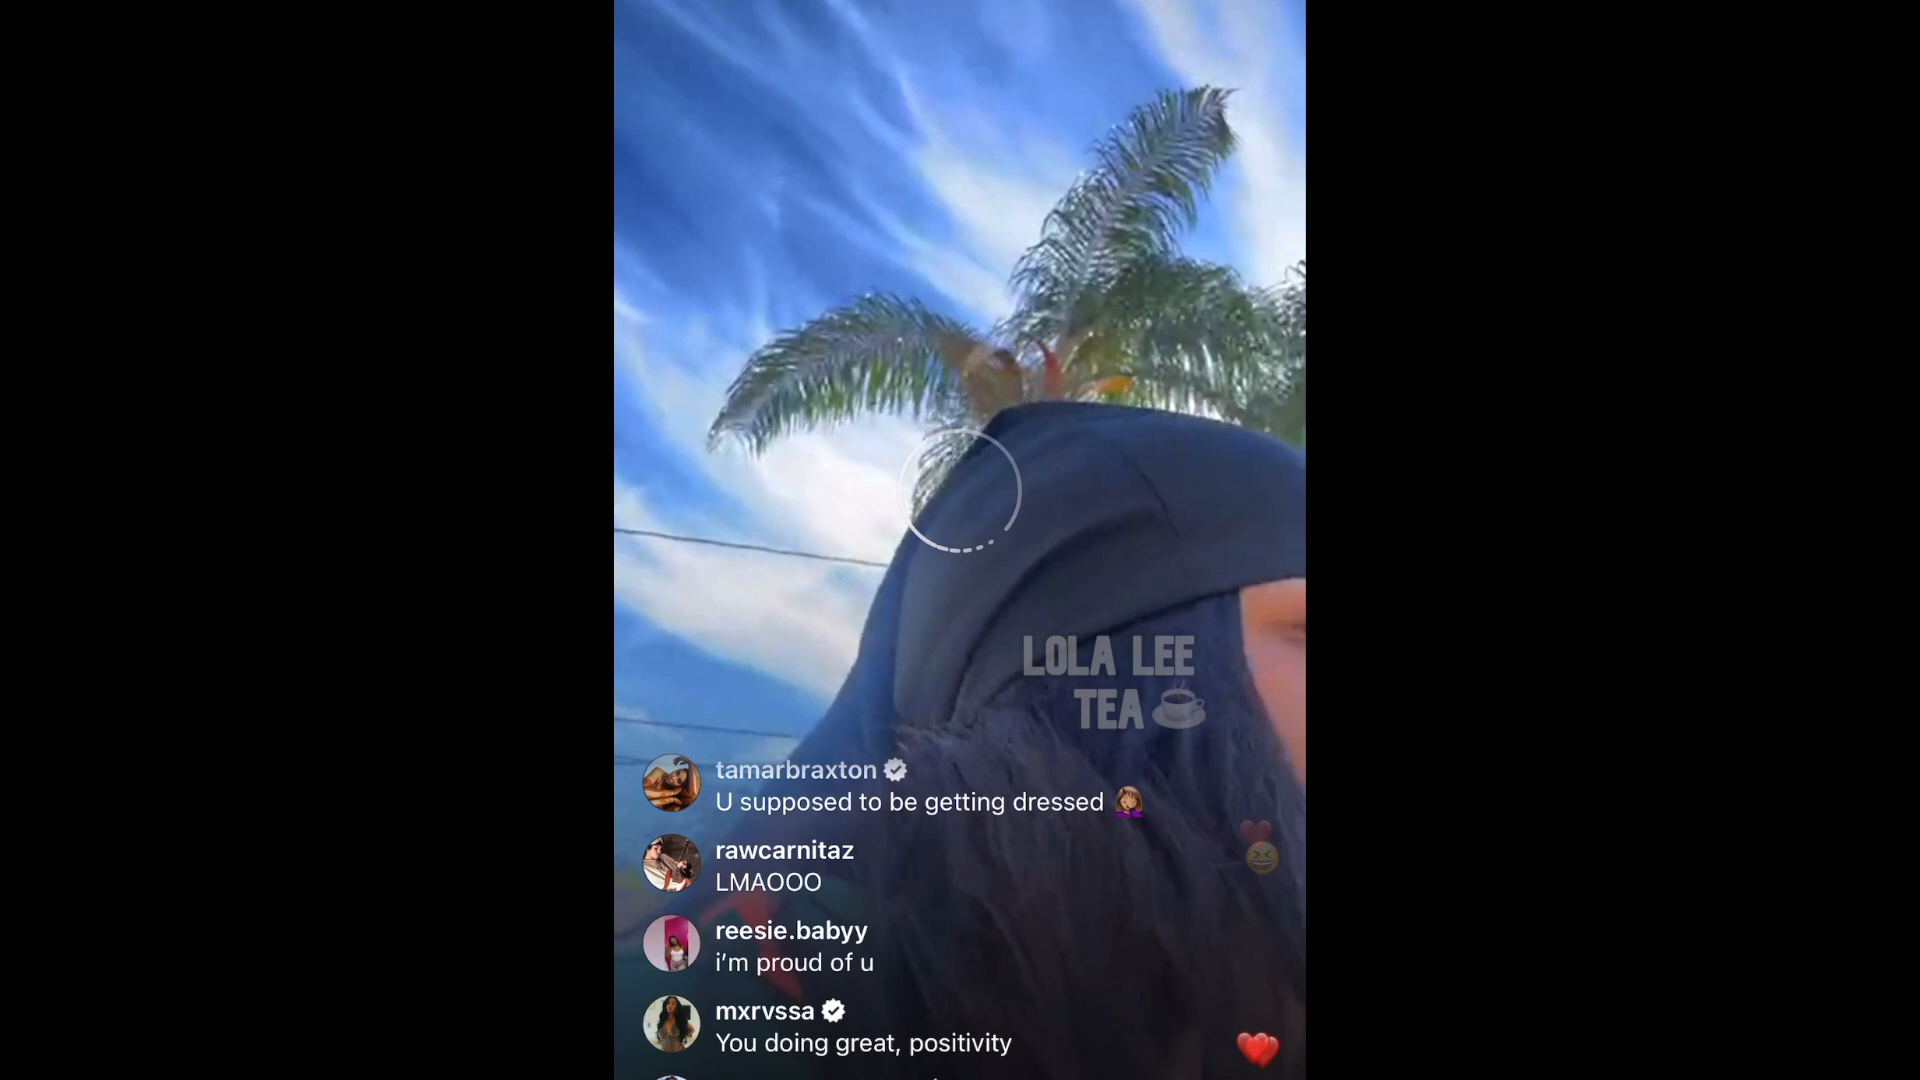 LOLA LEE
TEA
tamarbraxton
U supposed to be getting dressed 🤦🏽‍♀️
rawcarnitaz
LMAOOO
reesie.babyy
i’m proud of u
mxrvssa
You doing great, positivity